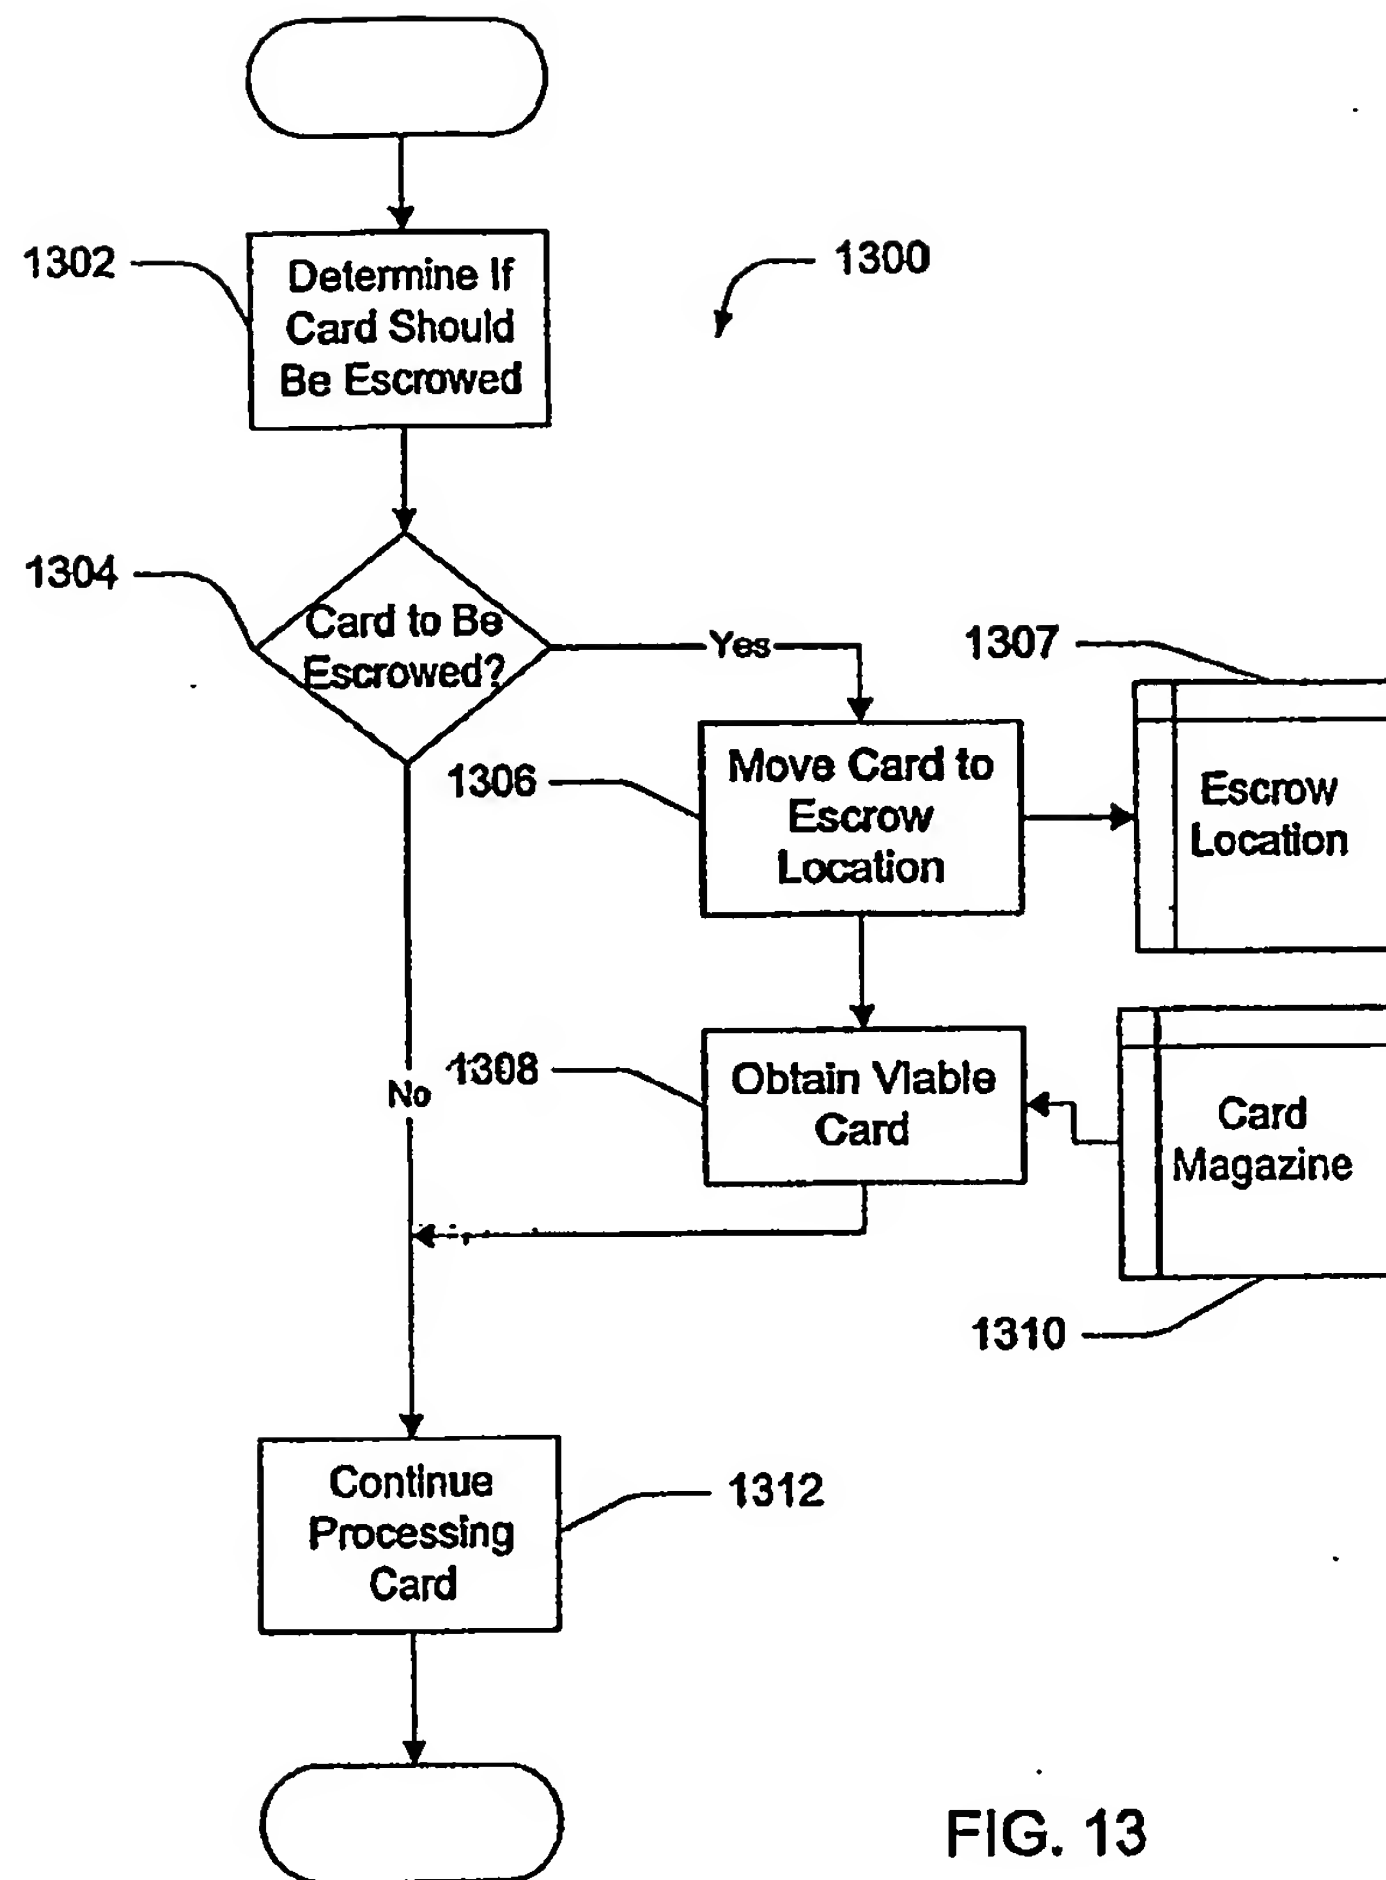 1302
Determine If
Card Should
Be Escrowed
1300
1304
Card to Be
Escrowed?
Yes
1307
1306
Move Card to
Escrow
Location
Escrow
Location
No
1308
Obtain Viable
Card
Card
Magazine
1310
Continue
Processing
Card
1312
FIG. 13